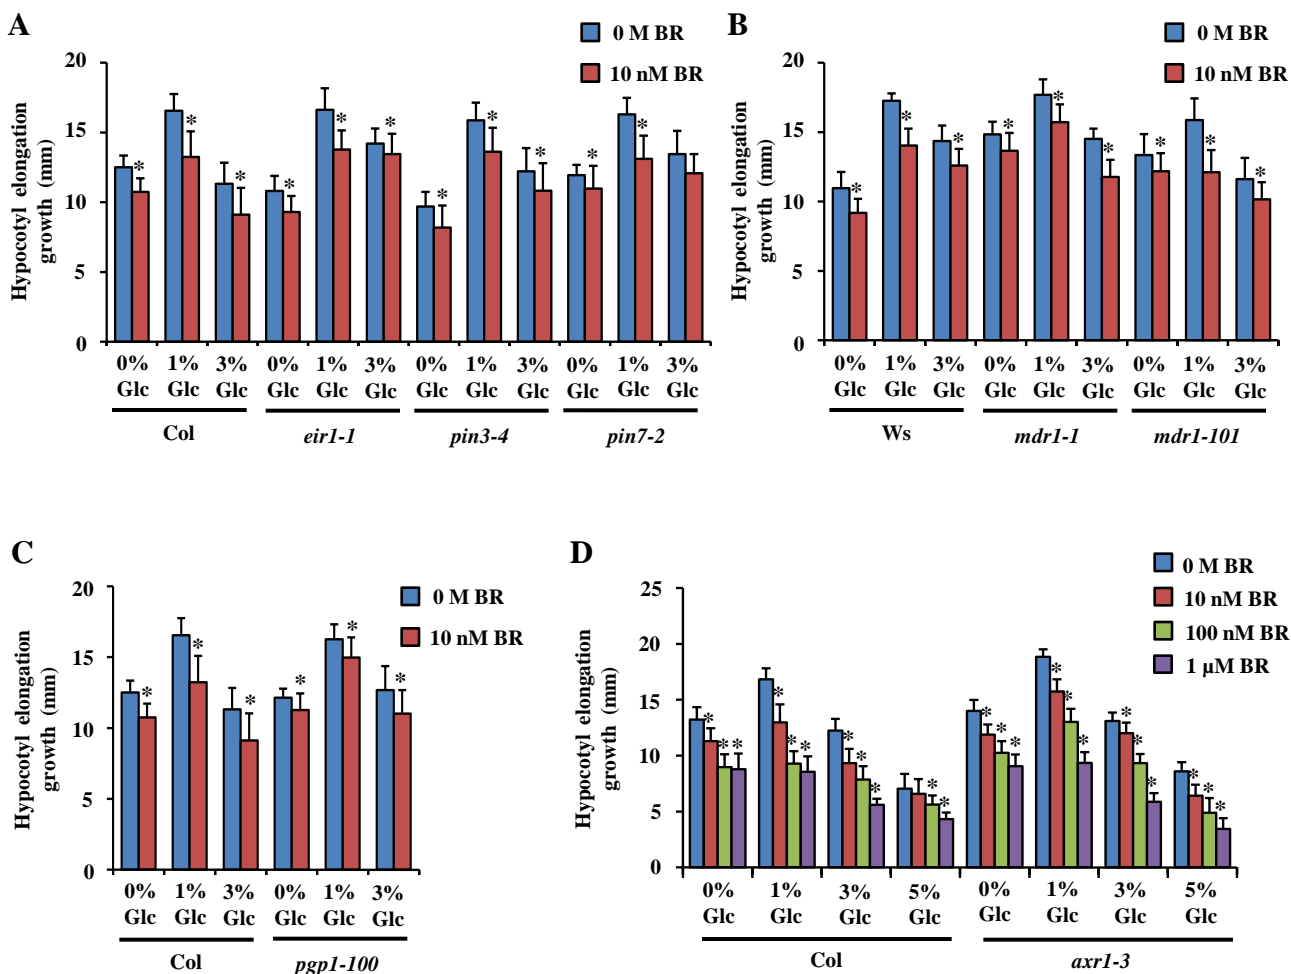 A
0 M BR
10 nM BR
Hypocotyl elongation
growth (mm)
20
15
10
5
0
* * * * * * * * * * *
0% 1% 3% 0% 1% 3% 0% 1% 3% 0% 1% 3%
Glc Glc Glc Glc Glc Glc Glc Glc Glc Glc Glc Glc
Col eir1-1 pin3-4 pin7-2
B
0 M BR
10 nM BR
Hypocotyl elongation
growth (mm)
20
15
10
5
0
* * * * * * * * *
0% 1% 3% 0% 1% 3% 0% 1% 3%
Glc Glc Glc Glc Glc Glc Glc Glc Glc
Ws mdr1-1 mdr1-101
C
0 M BR
10 nM BR
Hypocotyl elongation
growth (mm)
20
15
10
5
0
* * * * * *
0% 1% 3% 0% 1% 3%
Glc Glc Glc Glc Glc Glc
Col pgp1-100
D
0 M BR
10 nM BR
100 nM BR
1 µM BR
Hypocotyl elongation
growth (mm)
25
20
15
10
5
0
* * * * * * * * * * * * * * * * * * * * * * *
0% 1% 3% 5% 0% 1% 3% 5%
Glc Glc Glc Glc Glc Glc Glc Glc
Col axr1-3